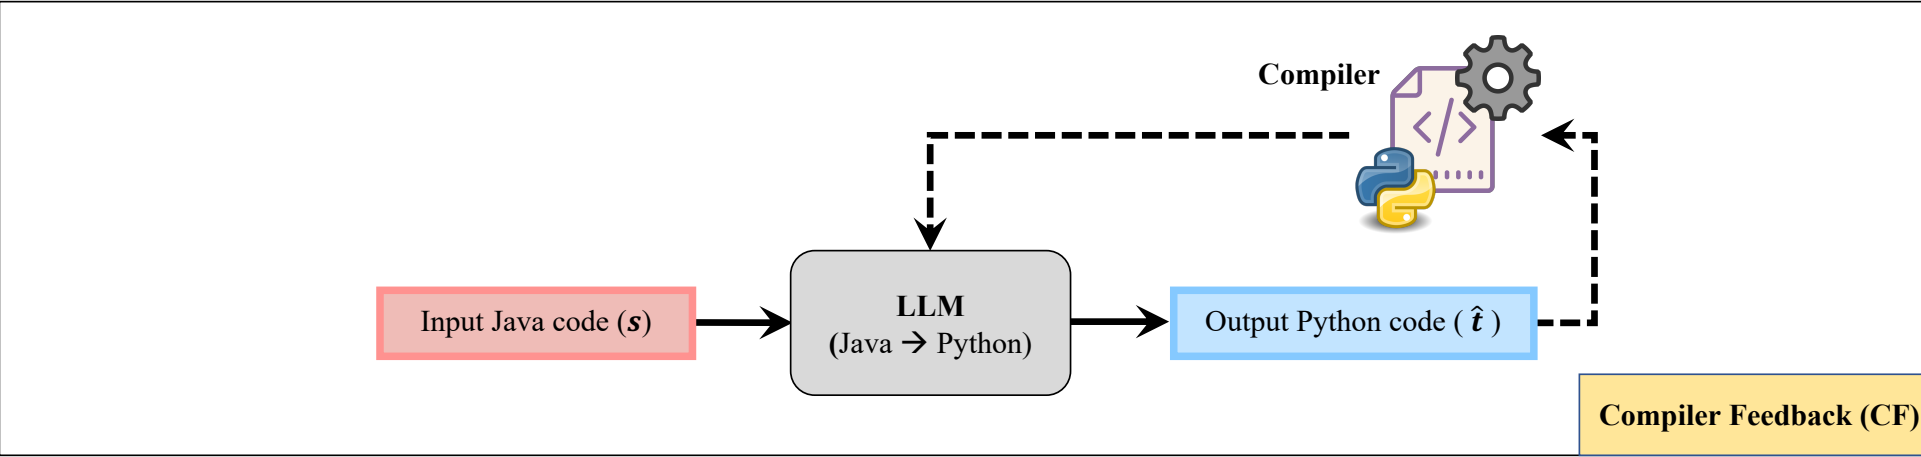 Compiler
</>
Input Java code (s)
LLM
(Java → Python)
Output Python code ( t̂ )
Compiler Feedback (CF)